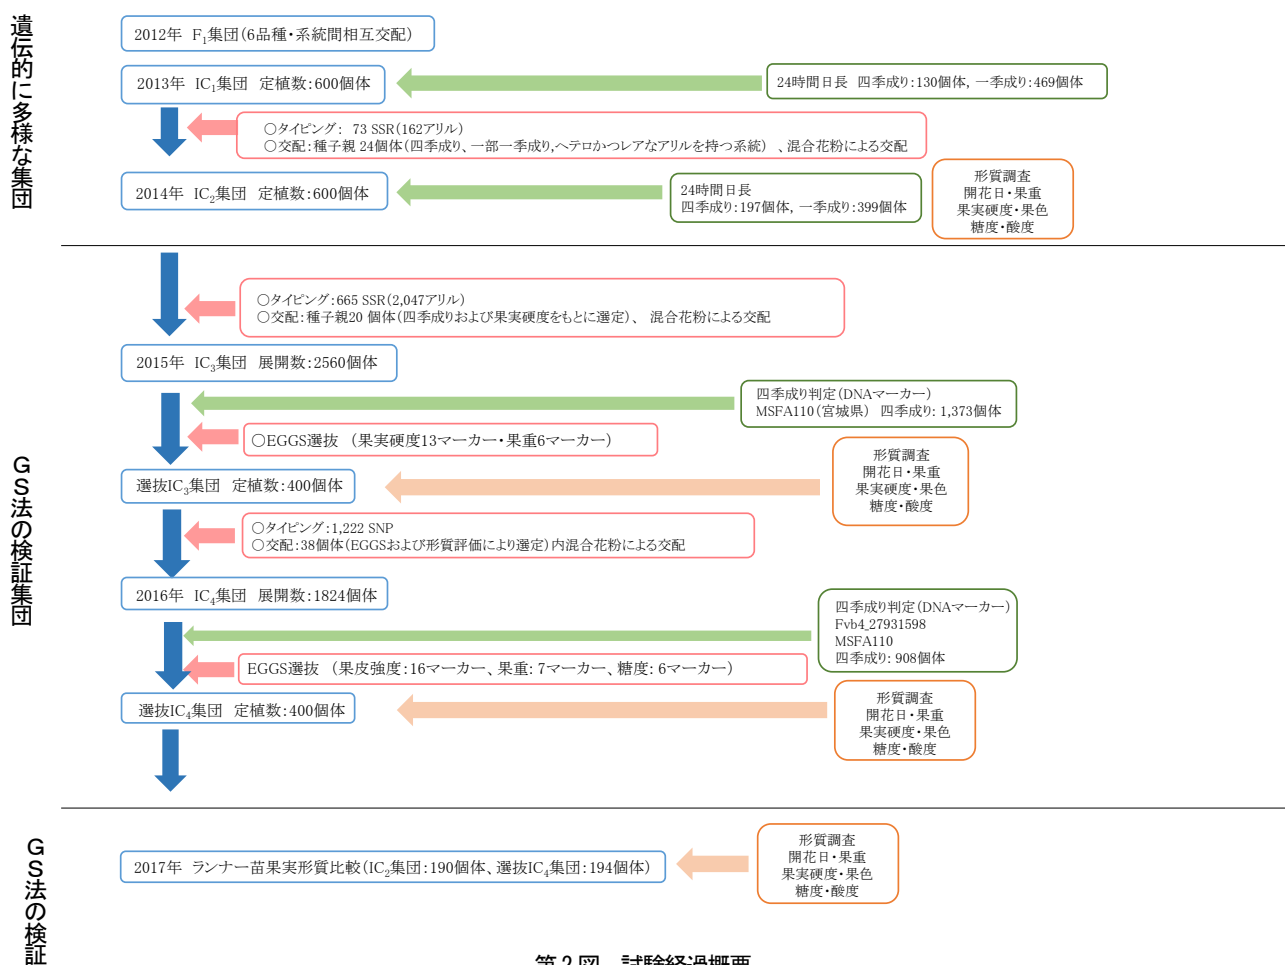 遺伝的に多様な集団
2012年 F1集団(6品種・系統間相互交配)
2013年 IC1集団 定植数:600個体
24時間日長 四季成り:130個体, 一季成り:469個体
○タイピング: 73 SSR(162アリル)
○交配:種子親 24個体(四季成り、一部一季成り,ヘテロかつレアなアリルを持つ系統) 、混合花粉による交配
2014年 IC2集団 定植数:600個体
24時間日長
四季成り:197個体, 一季成り:399個体
形質調査
開花日・果重
果実硬度・果色
糖度・酸度
GS法の検証集団
○タイピング:665 SSR(2,047アリル)
○交配:種子親20 個体(四季成りおよび果実硬度をもとに選定)、 混合花粉による交配
2015年 IC3集団 展開数:2560個体
四季成り判定(DNAマーカー)
MSFA110(宮城県) 四季成り: 1,373個体
○EGGS選抜 (果実硬度13マーカー・果重6マーカー)
形質調査
開花日・果重
果実硬度・果色
糖度・酸度
選抜IC3集団 定植数:400個体
○タイピング:1,222 SNP
○交配:38個体(EGGSおよび形質評価により選定)内混合花粉による交配
2016年 IC4集団 展開数:1824個体
四季成り判定(DNAマーカー)
Fvb4_27931598
MSFA110
四季成り: 908個体
EGGS選抜 (果皮強度:16マーカー、果重: 7マーカー、糖度: 6マーカー)
選抜IC4集団 定植数:400個体
形質調査
開花日・果重
果実硬度・果色
糖度・酸度
GS法の検証
2017年 ランナー苗果実形質比較(IC2集団:190個体、選抜IC4集団:194個体)
形質調査
開花日・果重
果実硬度・果色
糖度・酸度
第2図 試験経過概要